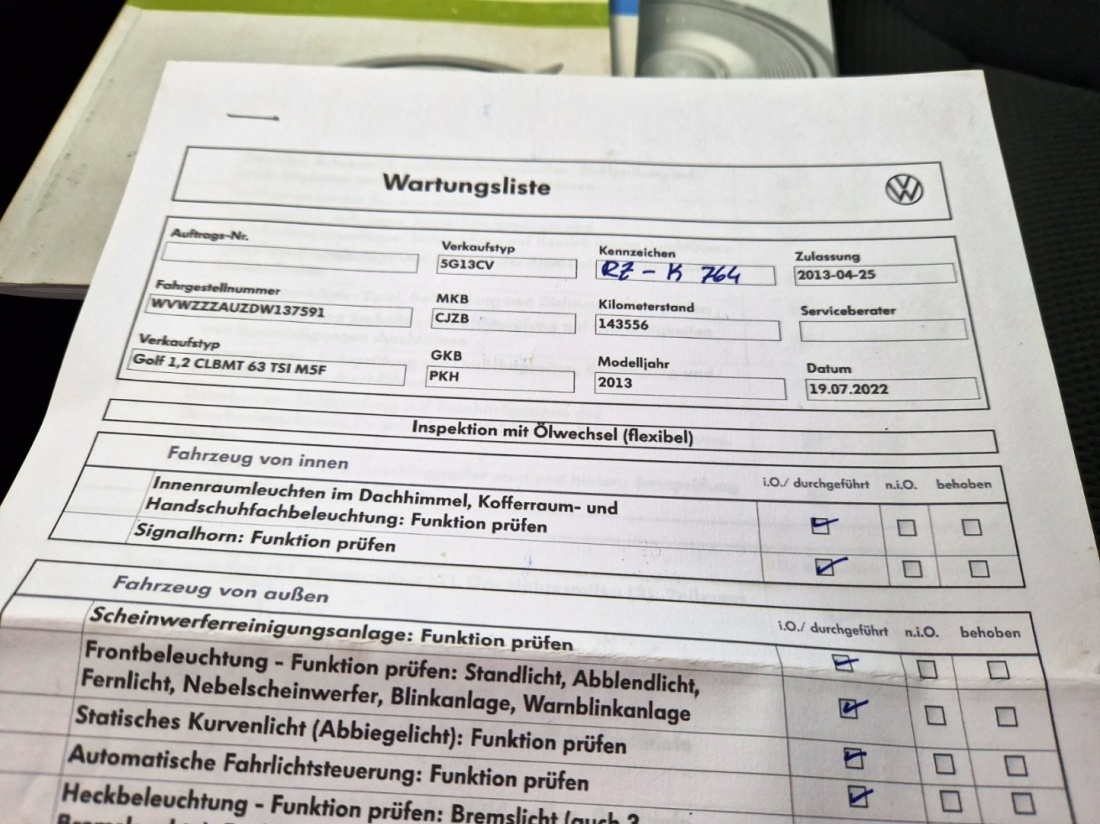 Wartungsliste
Auftrags-Nr.
Verkaufstyp
5G13CV
Kennzeichen
RZ - K 764
Zulassung
2013-04-25
Fahrgestellnummer
WVWZZZAUZDW137591
MKB
CJZB
Kilometerstand
143556
Serviceberater
Verkaufstyp
Golf 1,2 CLBMT 63 TSI M5F
GKB
PKH
Modelljahr
2013
Datum
19.07.2022
Inspektion mit Ölwechsel (flexibel)
Fahrzeug von innen
i.O./ durchgeführt n.i.O. behoben
Innenraumleuchten im Dachhimmel, Kofferraum- und
Handschuhfachbeleuchtung: Funktion prüfen
Signalhorn: Funktion prüfen
Fahrzeug von außen
i.O./ durchgeführt n.i.O. behoben
Scheinwerferreinigungsanlage: Funktion prüfen
Frontbeleuchtung - Funktion prüfen: Standlicht, Abblendlicht,
Fernlicht, Nebelscheinwerfer, Blinkanlage, Warnblinkanlage
Statisches Kurvenlicht (Abbiegelicht): Funktion prüfen
Automatische Fahrlichtsteuerung: Funktion prüfen
Heckbeleuchtung - Funktion prüfen: Bremslicht (auch 3.